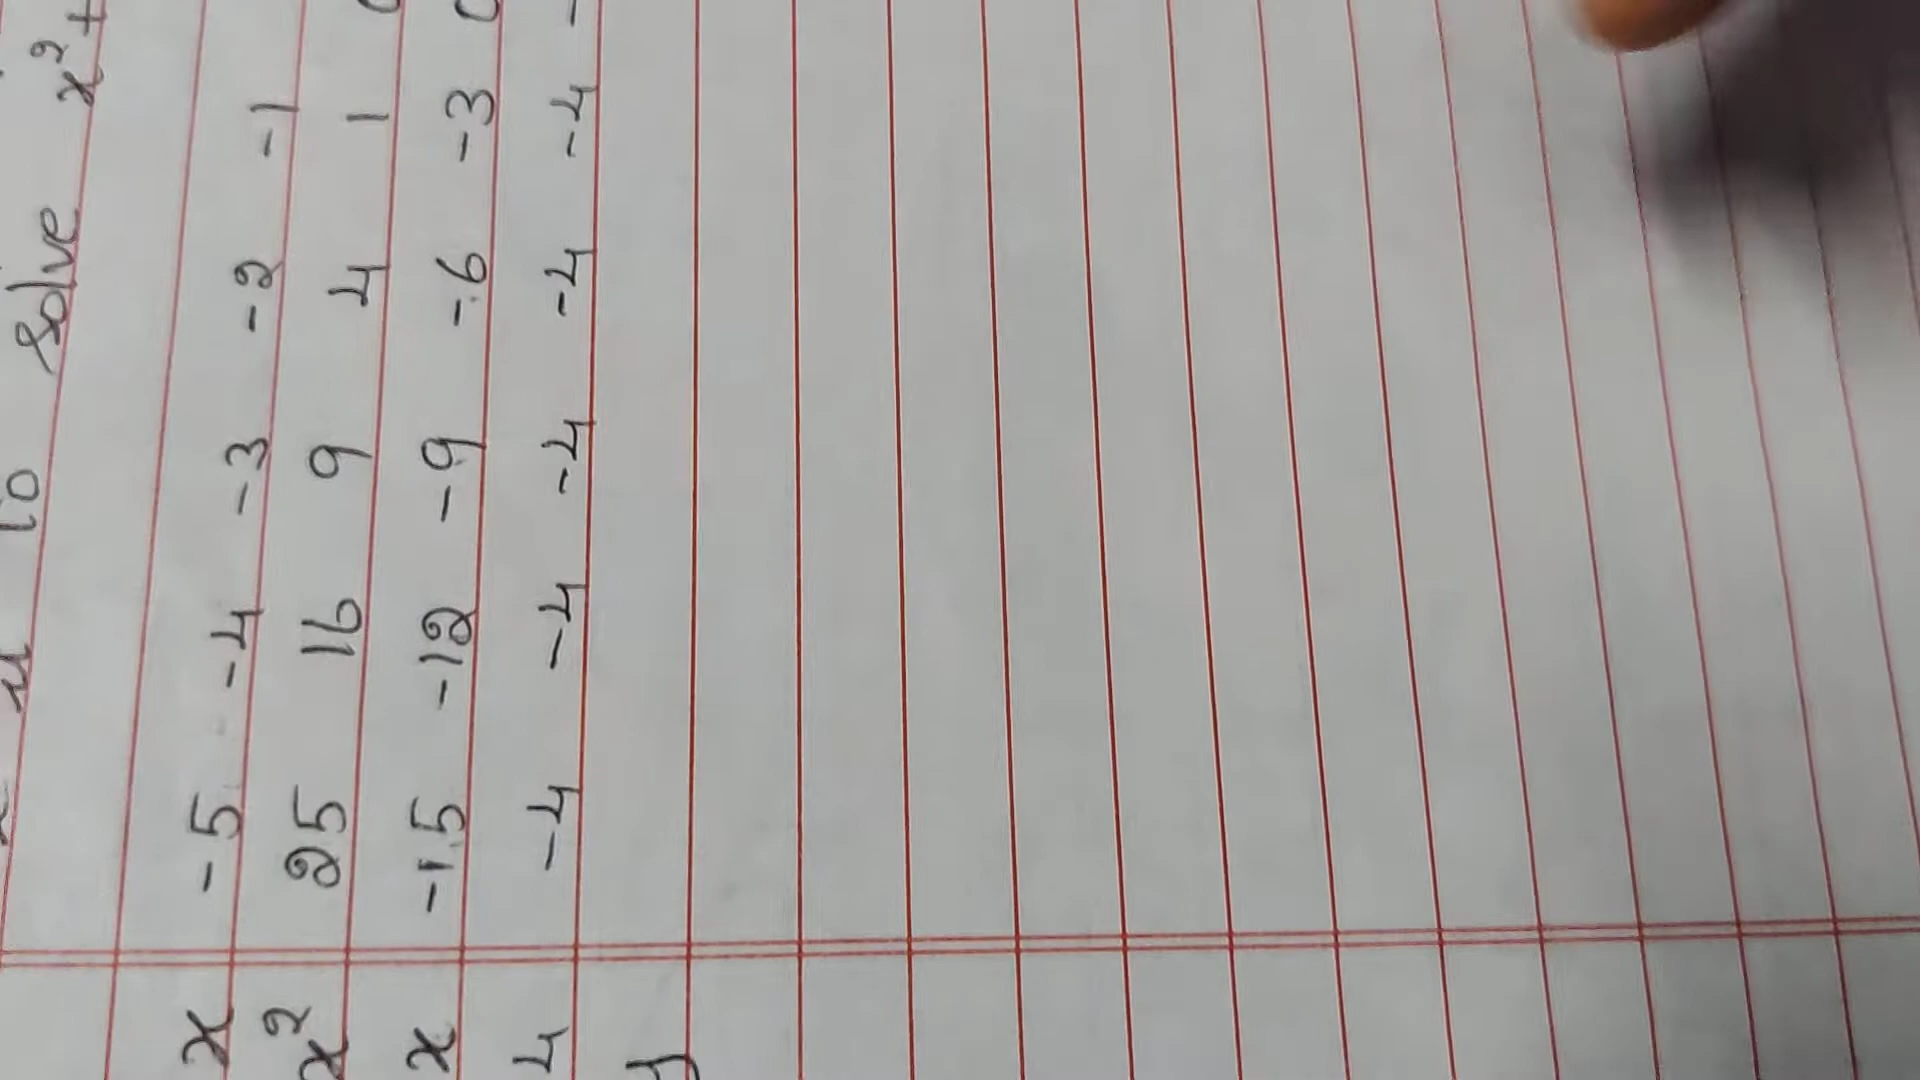 to solve x² +
x -5 -4 -3 -2 -1
x² 25 16 9 4 1
x -15 -12 -9 -6 -3
4 -4 -4 -4 -4 -4 -
y